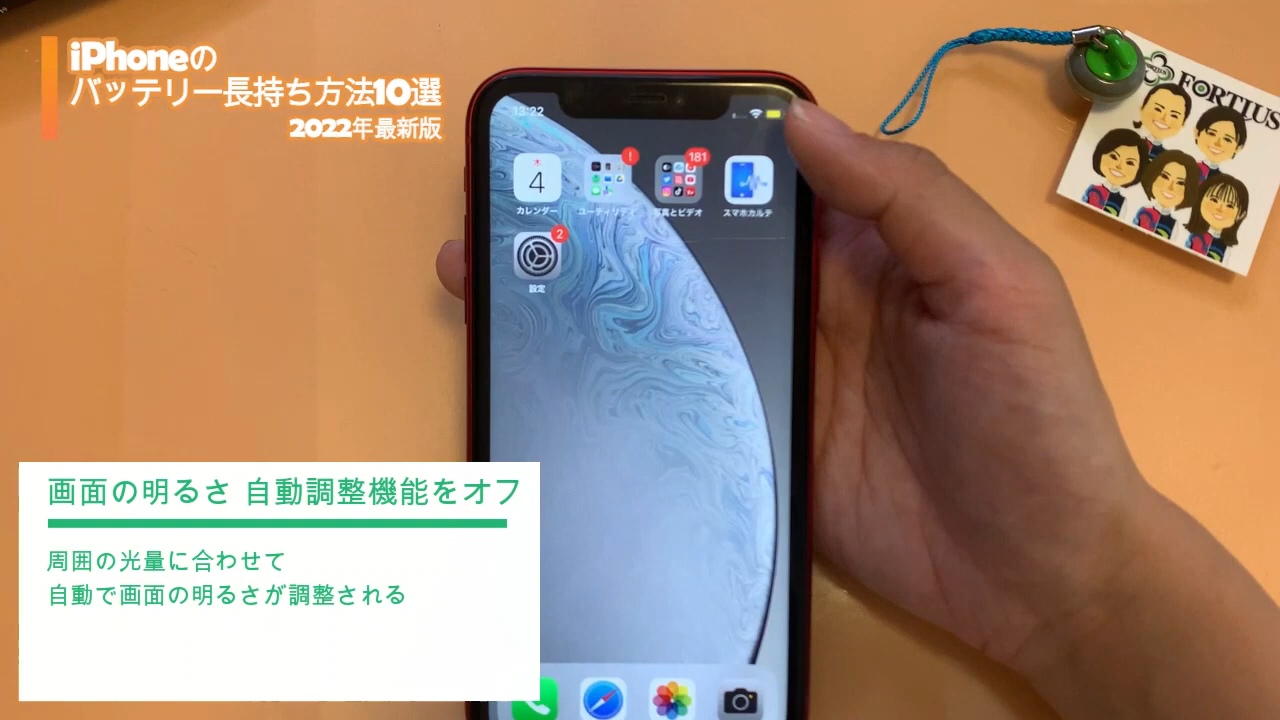 iPhoneの
バッテリー長持ち方法10選
2022年最新版
FORTIUS
13:22
181
木
4
カレンダー
ユーティリティ
写真とビデオ
スマホカルテ
2
設定
画面の明るさ 自動調整機能をオフ
周囲の光量に合わせて
自動で画面の明るさが調整される